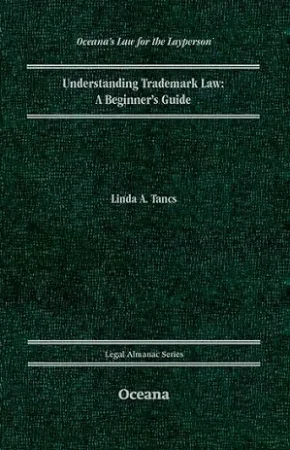 Oceana's Law for the Layperson
Understanding Trademark Law:
A Beginner's Guide
Linda A. Tancs
Legal Almanac Series
Oceana